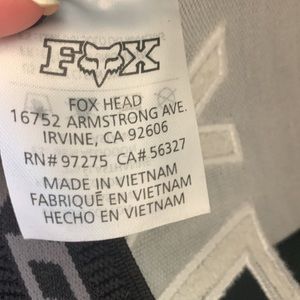 FOX
FOX HEAD
16752 ARMSTRONG AVE.
IRVINE, CA 92606
RN# 97275 CA# 56327
MADE IN VIETNAM
FABRIQUÉ EN VIETNAM
HECHO EN VIETNAM